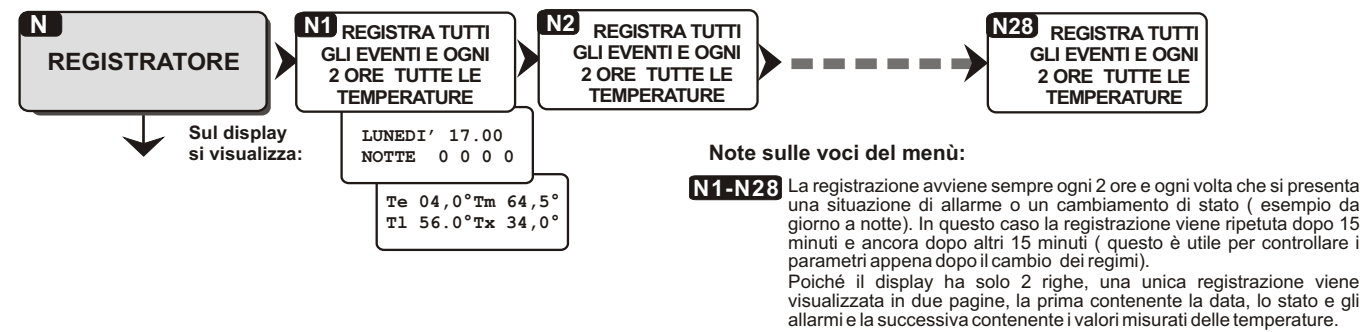 N
REGISTRATORE
N1 REGISTRA TUTTI
GLI EVENTI E OGNI
2 ORE TUTTE LE
TEMPERATURE
N2 REGISTRA TUTTI
GLI EVENTI E OGNI
2 ORE TUTTE LE
TEMPERATURE
N28 REGISTRA TUTTI
GLI EVENTI E OGNI
2 ORE TUTTE LE
TEMPERATURE
Sul display
si visualizza:
LUNEDI' 17.00
NOTTE 0 0 0 0
Te 04,0°Tm 64,5°
Tl 56.0°Tx 34,0°
Note sulle voci del menù:
N1-N28 La registrazione avviene sempre ogni 2 ore e ogni volta che si presenta
una situazione di allarme o un cambiamento di stato ( esempio da
giorno a notte). In questo caso la registrazione viene ripetuta dopo 15
minuti e ancora dopo altri 15 minuti ( questo è utile per controllare i
parametri appena dopo il cambio dei regimi).
Poiché il display ha solo 2 righe, una unica registrazione viene
visualizzata in due pagine, la prima contenente la data, lo stato e gli
allarmi e la successiva contenente i valori misurati delle temperature.